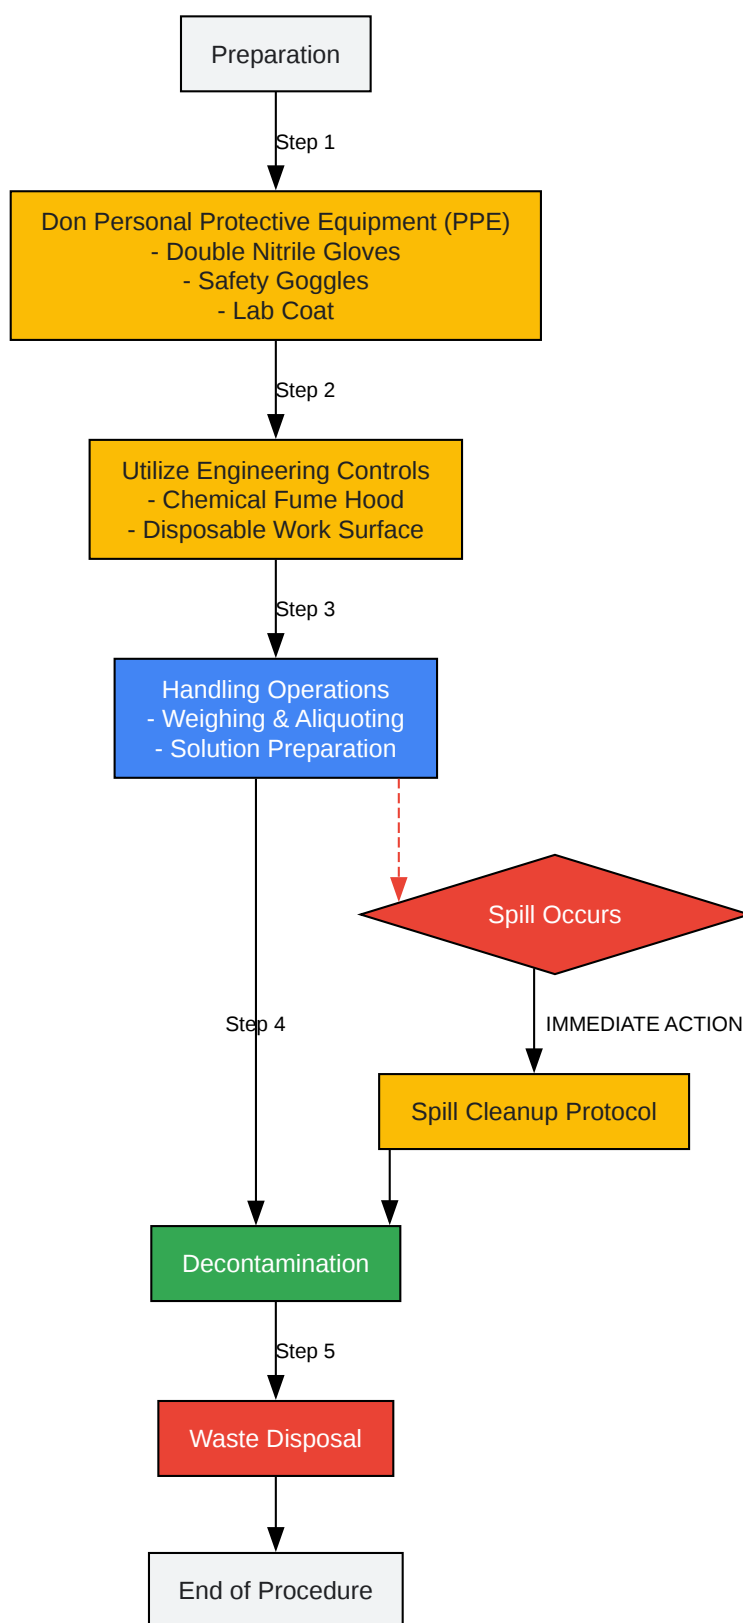 Preparation
Step 1
Don Personal Protective Equipment (PPE)
- Double Nitrile Gloves
- Safety Goggles
- Lab Coat
Step 2
Utilize Engineering Controls
- Chemical Fume Hood
- Disposable Work Surface
Step 3
Handling Operations
- Weighing & Aliquoting
- Solution Preparation
Spill Occurs
Step 4
IMMEDIATE ACTION
Spill Cleanup Protocol
Decontamination
Step 5
Waste Disposal
End of Procedure